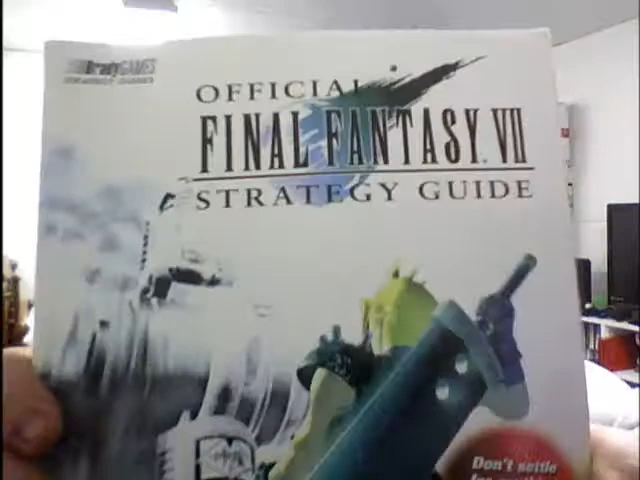 BradyGAMES
OFFICIAL
FINAL FANTASY VII
STRATEGY GUIDE
Don't settle